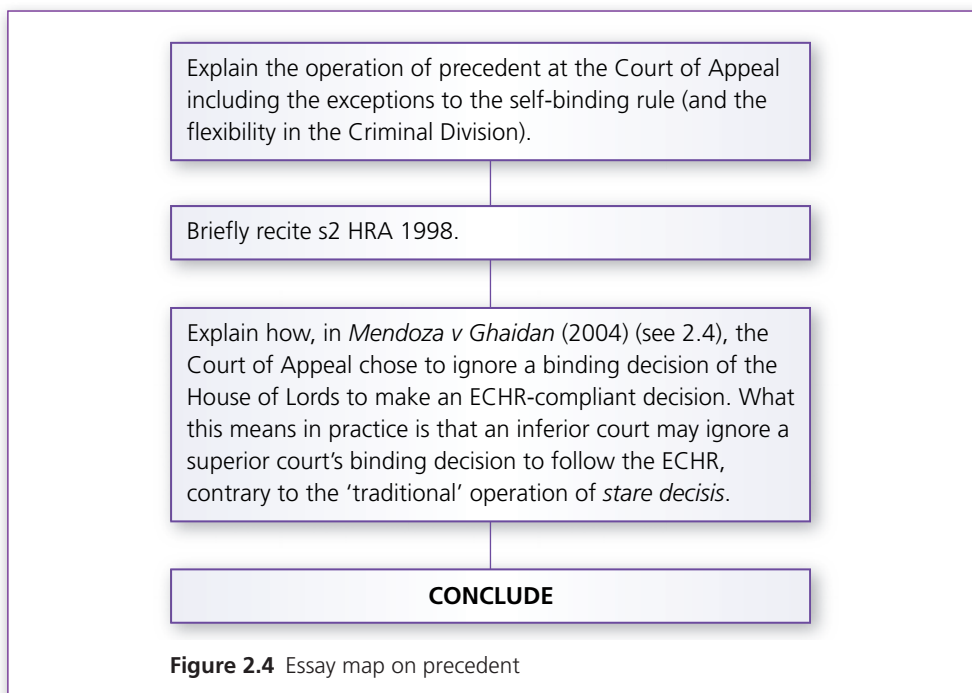 Explain the operation of precedent at the Court of Appeal
including the exceptions to the self-binding rule (and the
flexibility in the Criminal Division).
Briefly recite s2 HRA 1998.
Explain how, in Mendoza v Ghaidan (2004) (see 2.4), the
Court of Appeal chose to ignore a binding decision of the
House of Lords to make an ECHR-compliant decision. What
this means in practice is that an inferior court may ignore a
superior court’s binding decision to follow the ECHR,
contrary to the ‘traditional’ operation of stare decisis.
CONCLUDE
Figure 2.4 Essay map on precedent